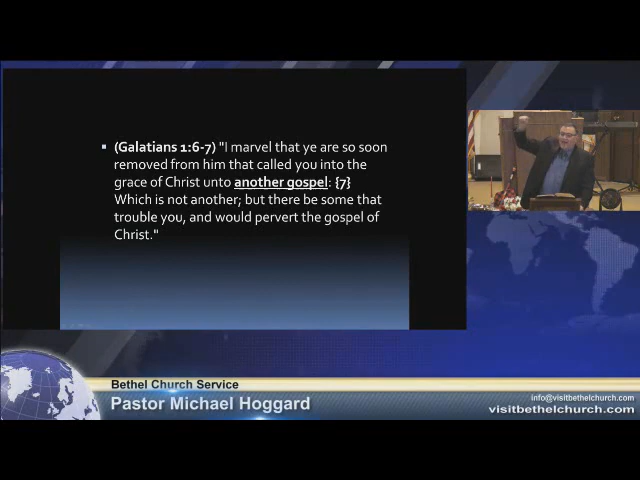 (Galatians 1:6-7) "I marvel that ye are so soon
removed from him that called you into the
grace of Christ unto another gospel: {7}
Which is not another; but there be some that
trouble you, and would pervert the gospel of
Christ."
Bethel Church Service
Pastor Michael Hoggard
info@visitbethelchurch.com
visitbethelchurch.com